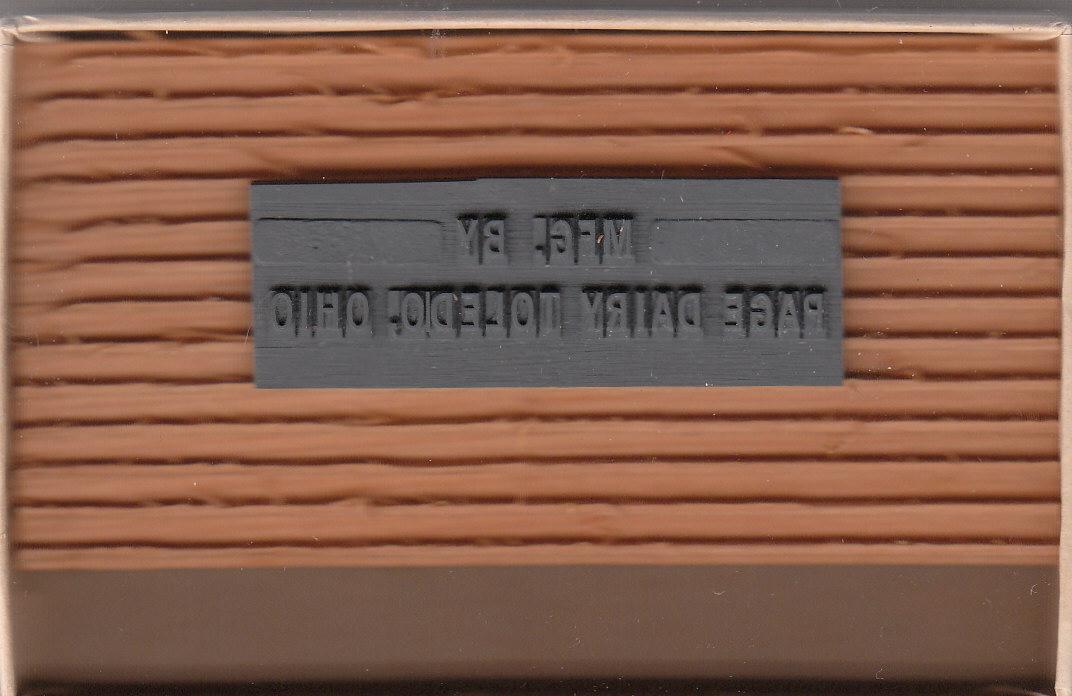 MFG. BY
PAGE DAIRY TOLEDO. OHIO